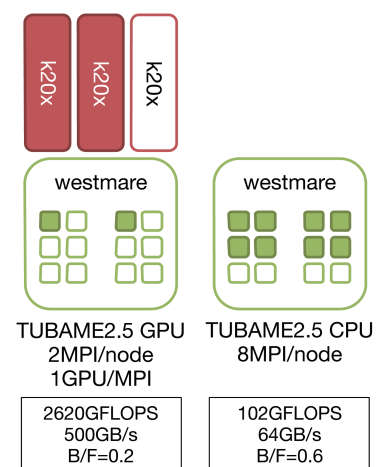 k20x
k20x
k20x
westmare
westmare
TUBAME2.5 GPU
2MPI/node
1GPU/MPI
TUBAME2.5 CPU
8MPI/node
2620GFLOPS
500GB/s
B/F=0.2
102GFLOPS
64GB/s
B/F=0.6